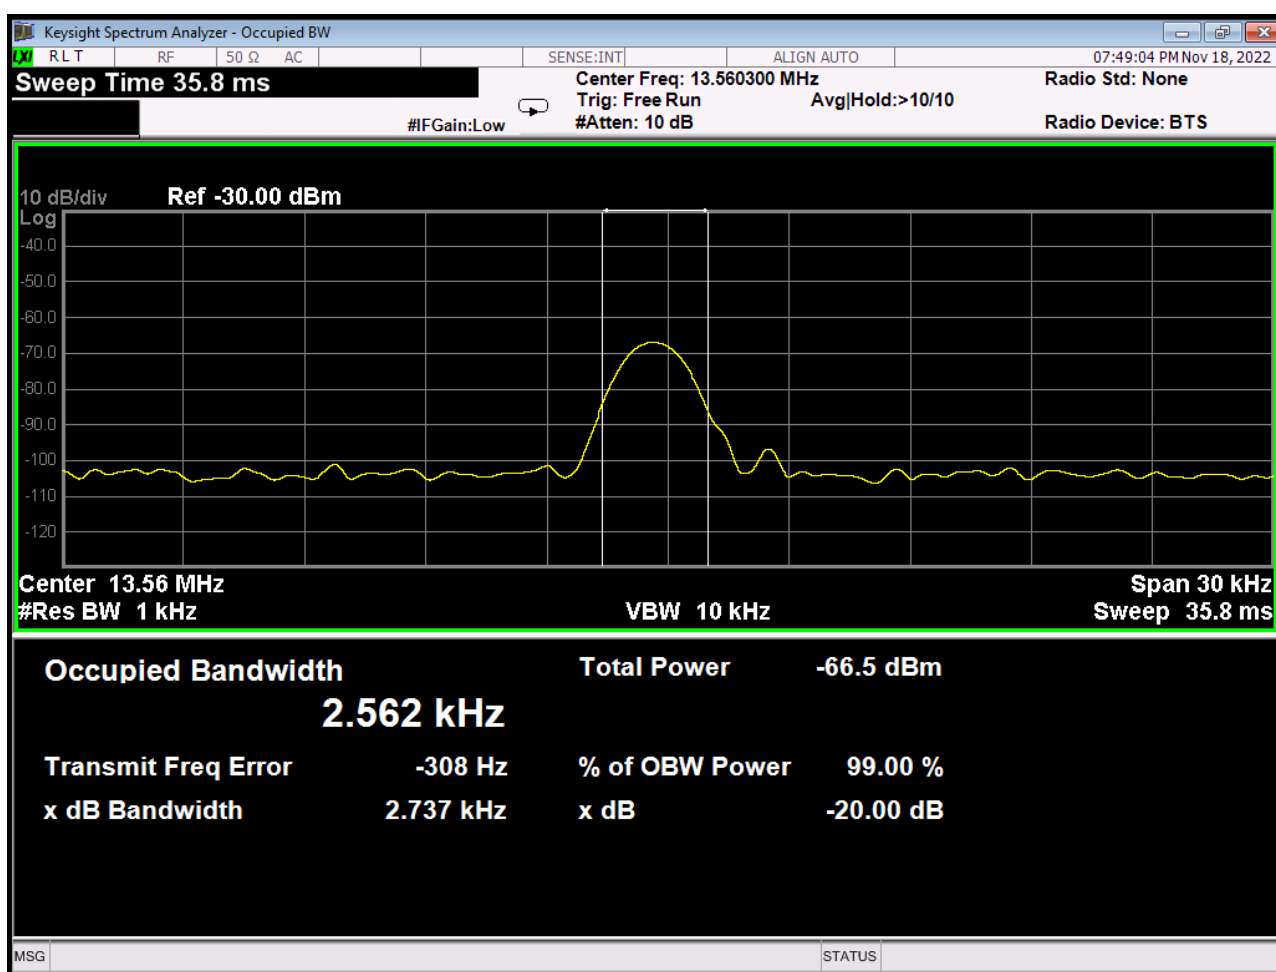 Keysight Spectrum Analyzer - Occupied BW
LXI RLT RF 50 Ω AC SENSE:INT ALIGN AUTO 07:49:04 PM Nov 18, 2022
Sweep Time 35.8 ms
Center Freq: 13.560300 MHz Radio Std: None
Trig: Free Run Avg|Hold:>10/10
#IFGain:Low #Atten: 10 dB Radio Device: BTS
10 dB/div Ref -30.00 dBm
Log
-40.0
-50.0
-60.0
-70.0
-80.0
-90.0
-100
-110
-120
Center 13.56 MHz Span 30 kHz
#Res BW 1 kHz VBW 10 kHz Sweep 35.8 ms
Occupied Bandwidth Total Power -66.5 dBm
2.562 kHz
Transmit Freq Error -308 Hz % of OBW Power 99.00 %
x dB Bandwidth 2.737 kHz x dB -20.00 dB
MSG STATUS